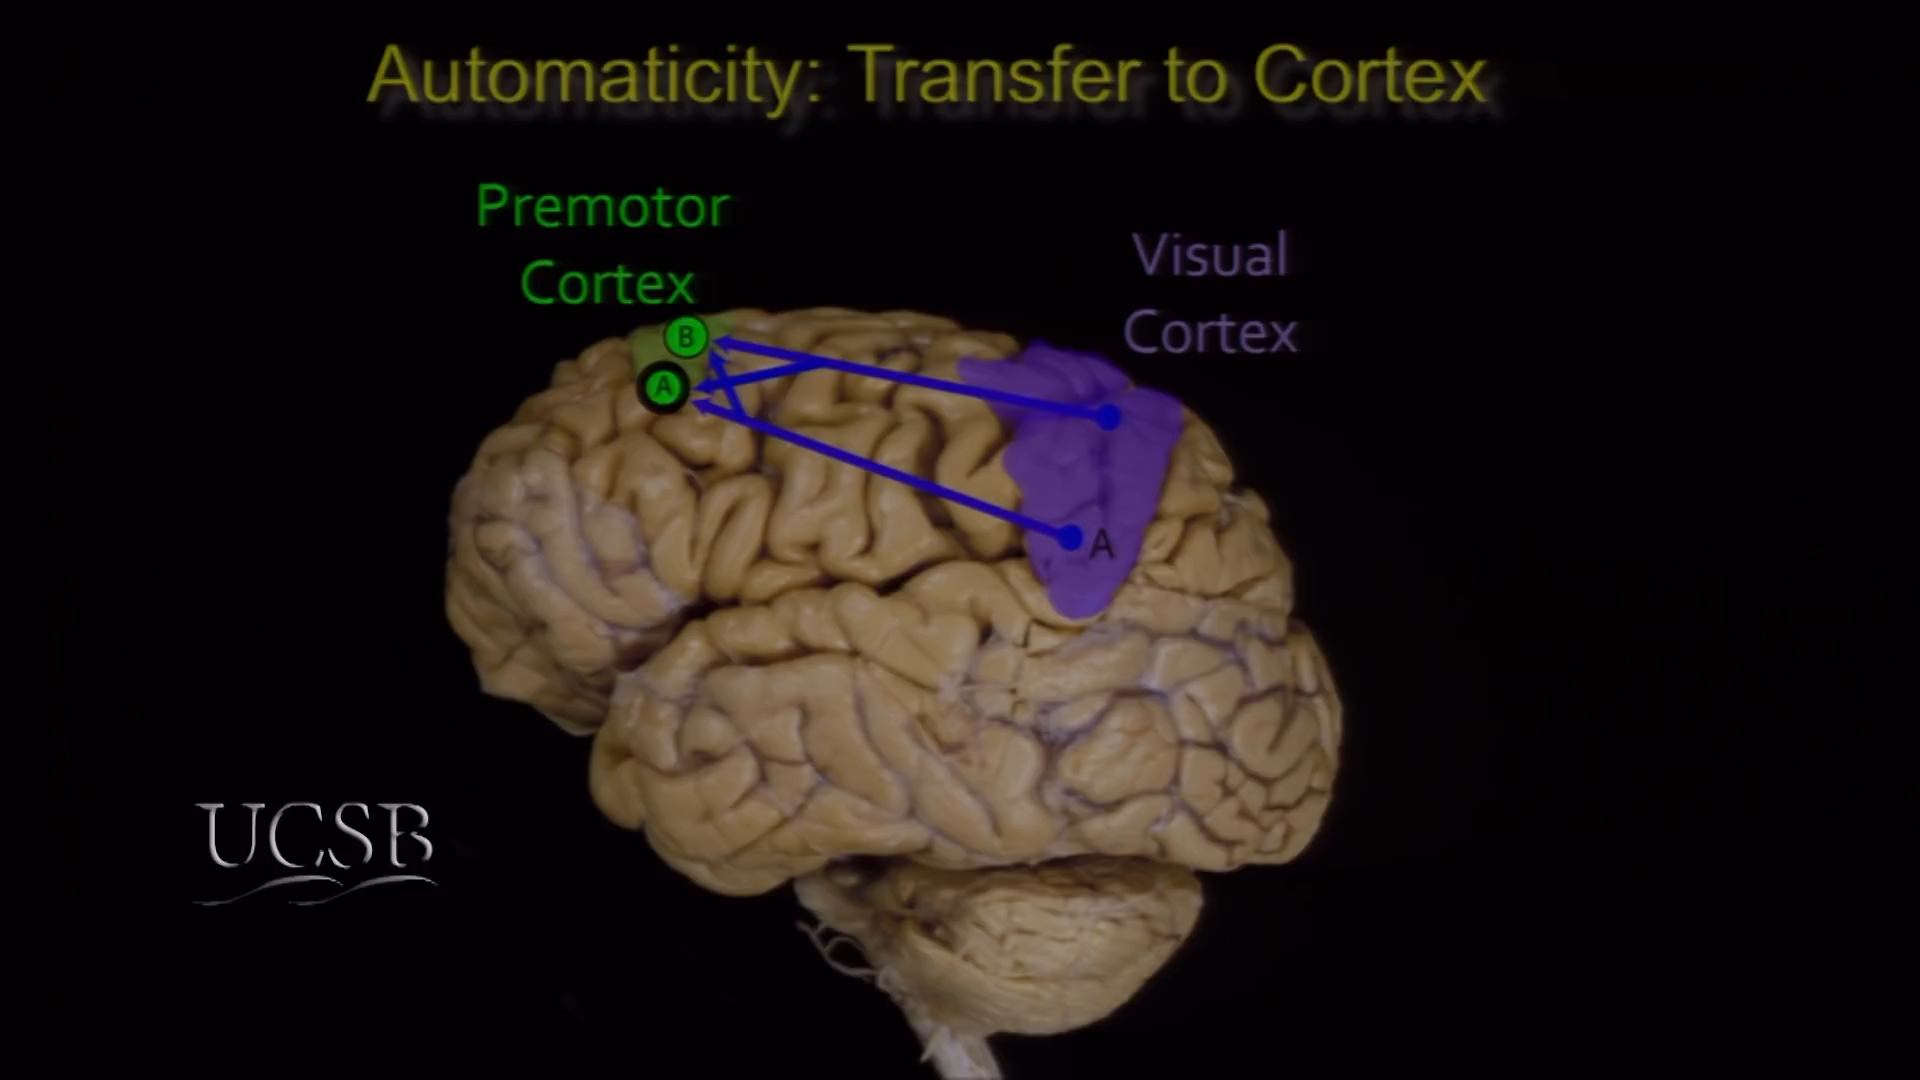 Automaticity: Transfer to Cortex
Premotor
Cortex
Visual
Cortex
B
A
A
UCSB